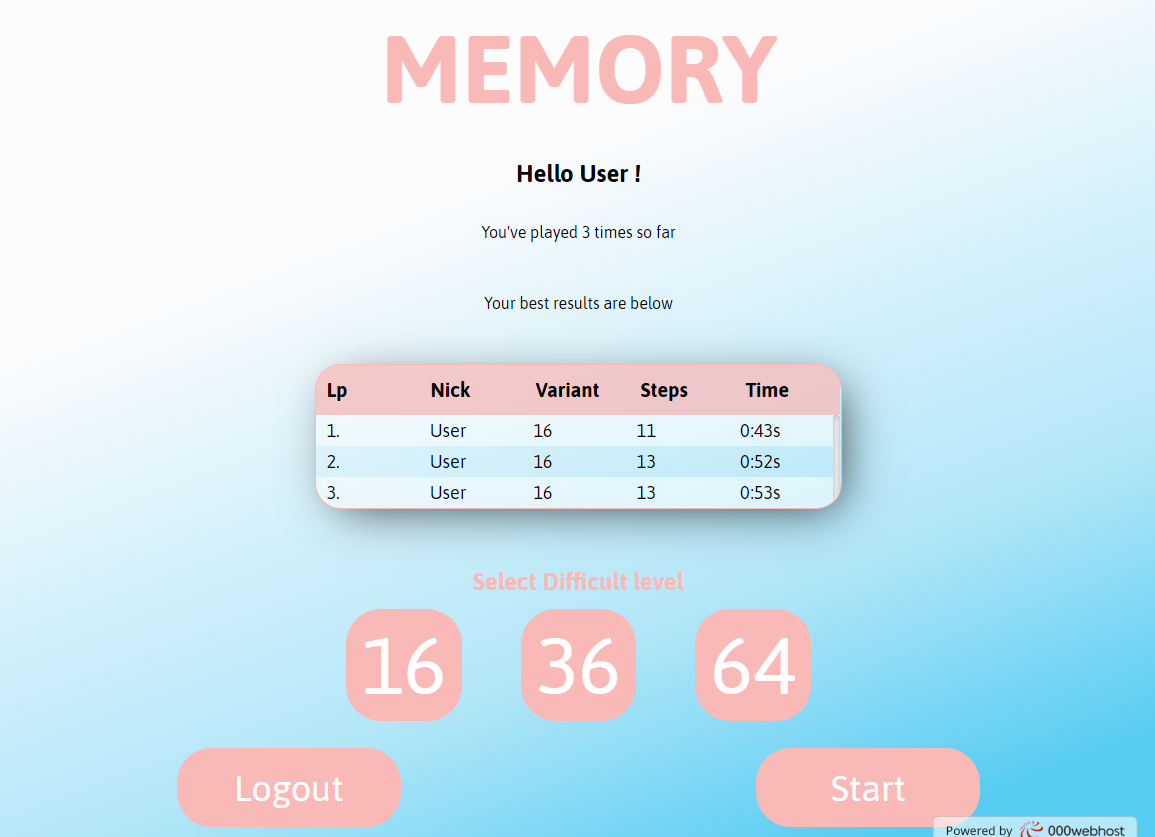 MEMORY
Hello User !
You've played 3 times so far
Your best results are below
Lp Nick Variant Steps Time
1. User 16 11 0:43s
2. User 16 13 0:52s
3. User 16 13 0:53s
Select Difficult level
16 36 64
Logout Start
Powered by 000webhost